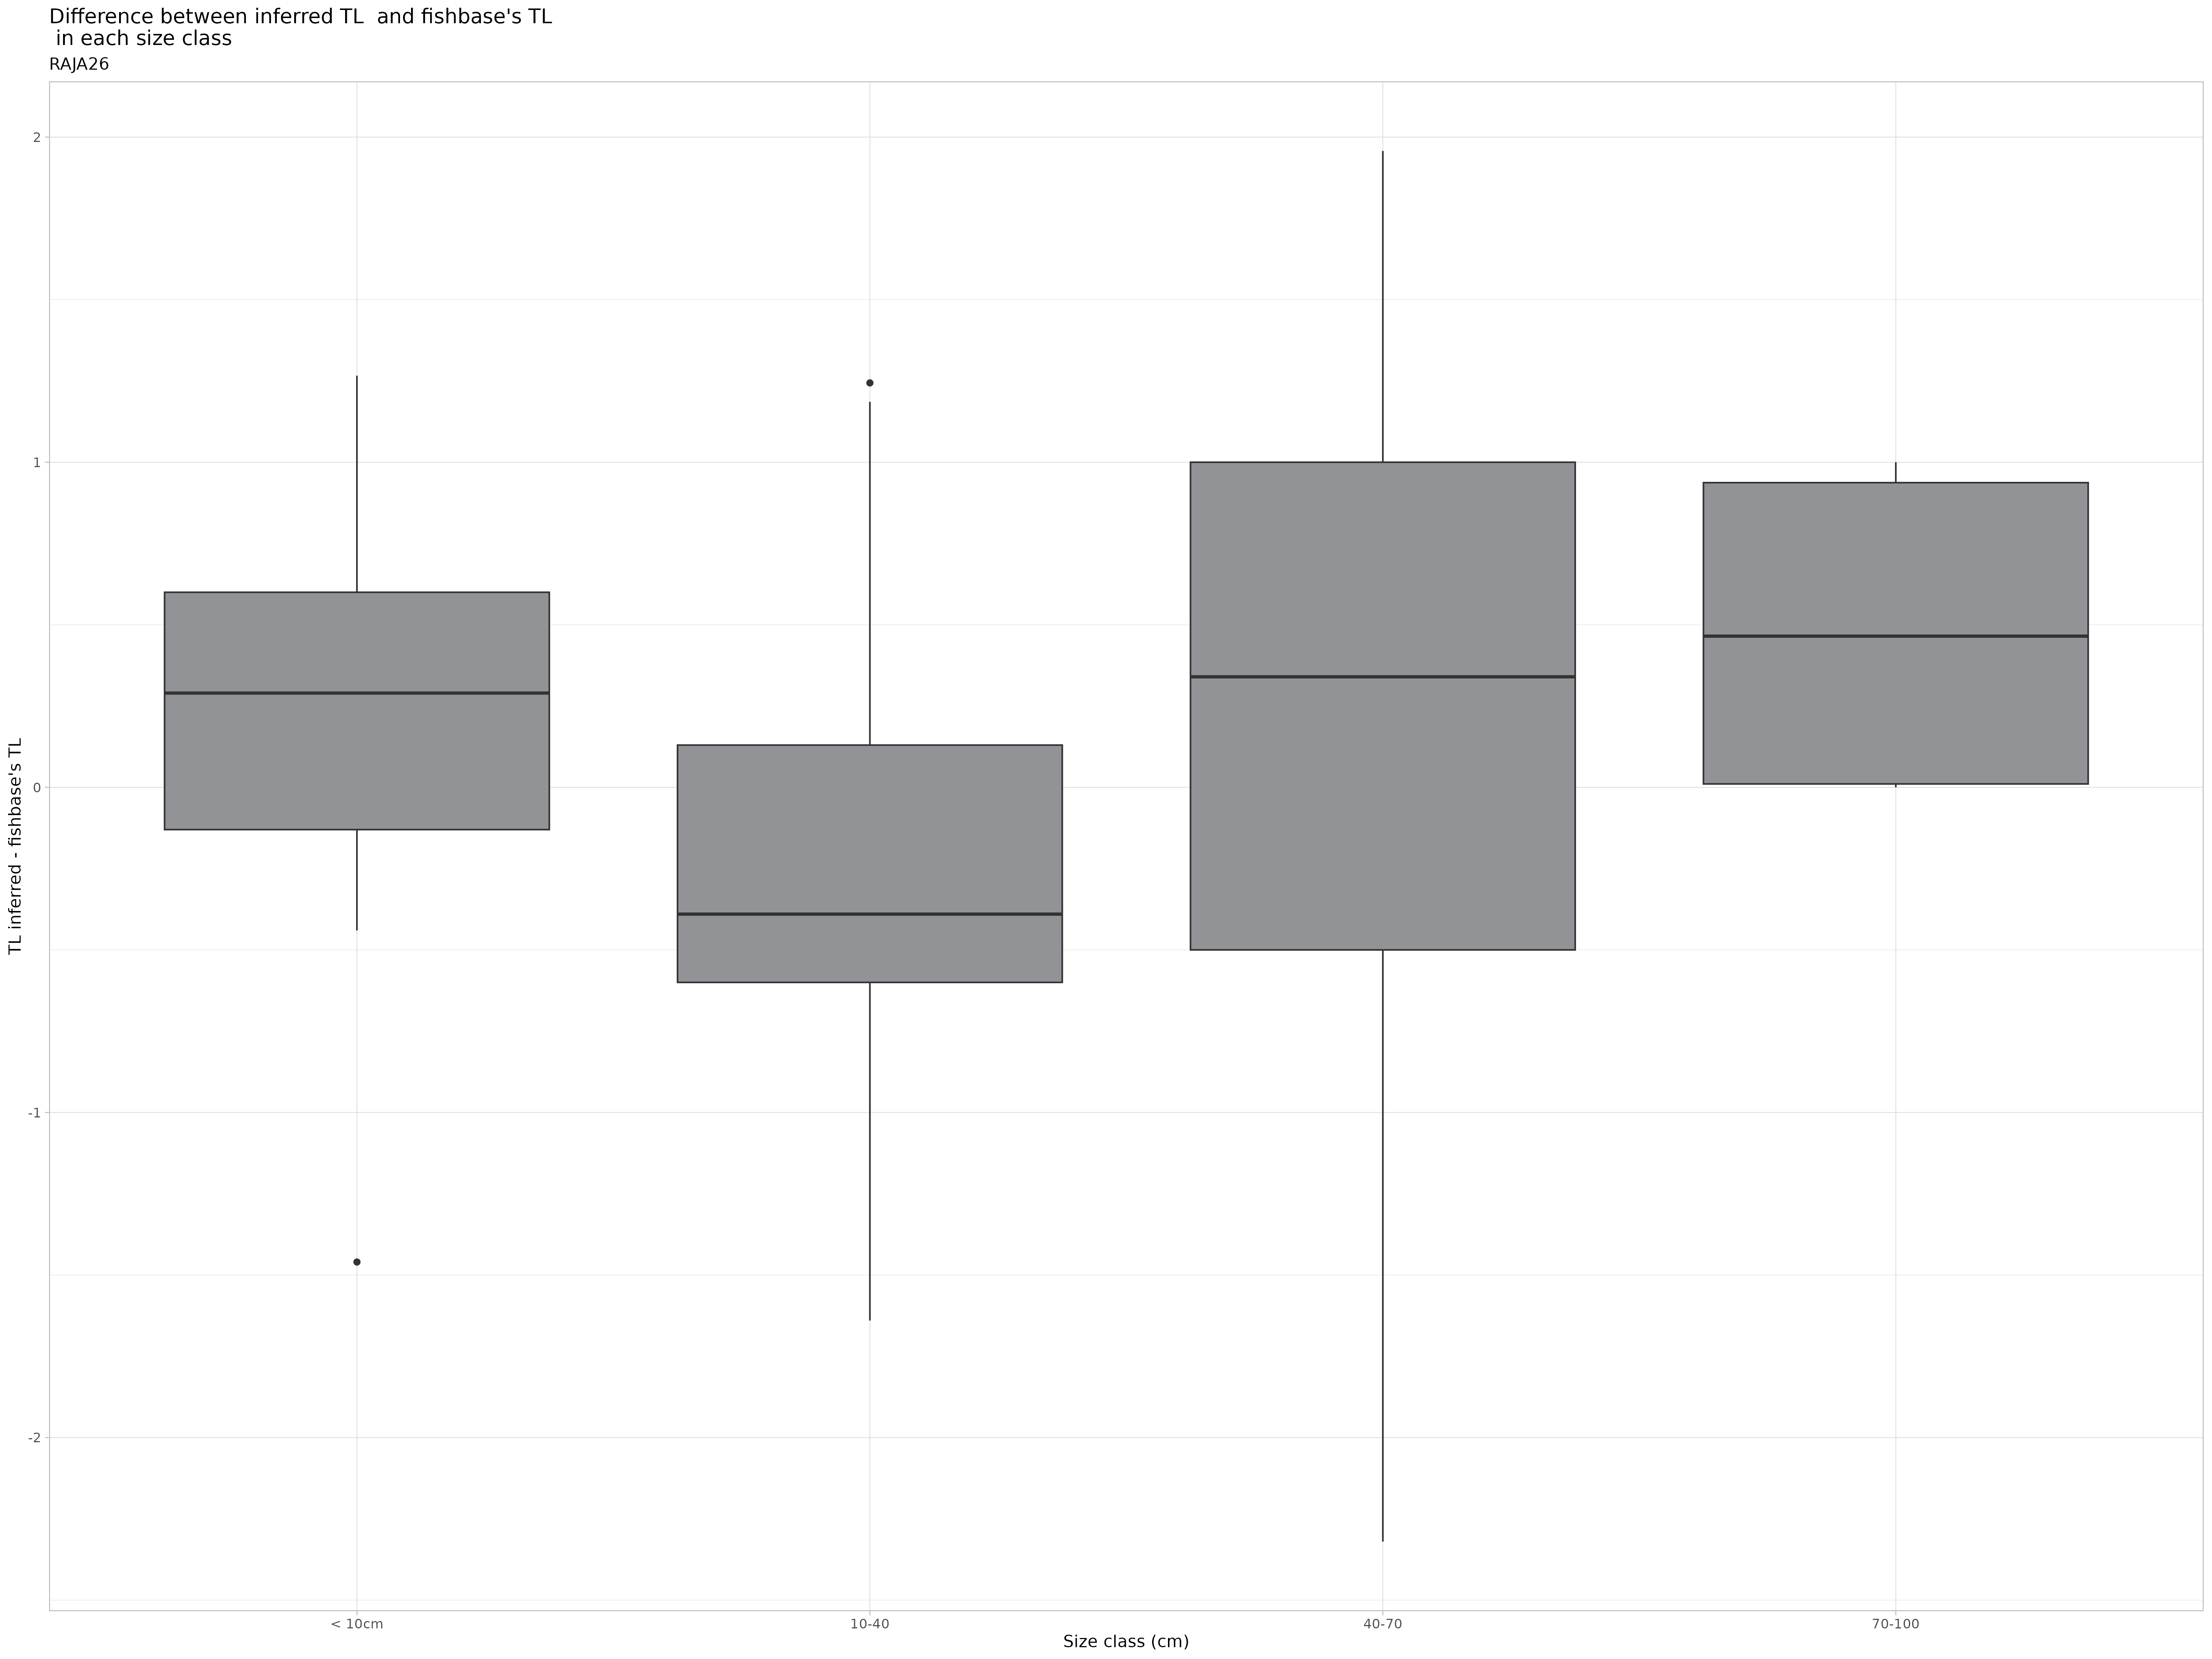 Difference between inferred TL  and fishbase's TL
in each size class
RAJA26
TL inferred - fishbase's TL
2
1
0
-1
-2
< 10cm
10-40
40-70
70-100
Size class (cm)